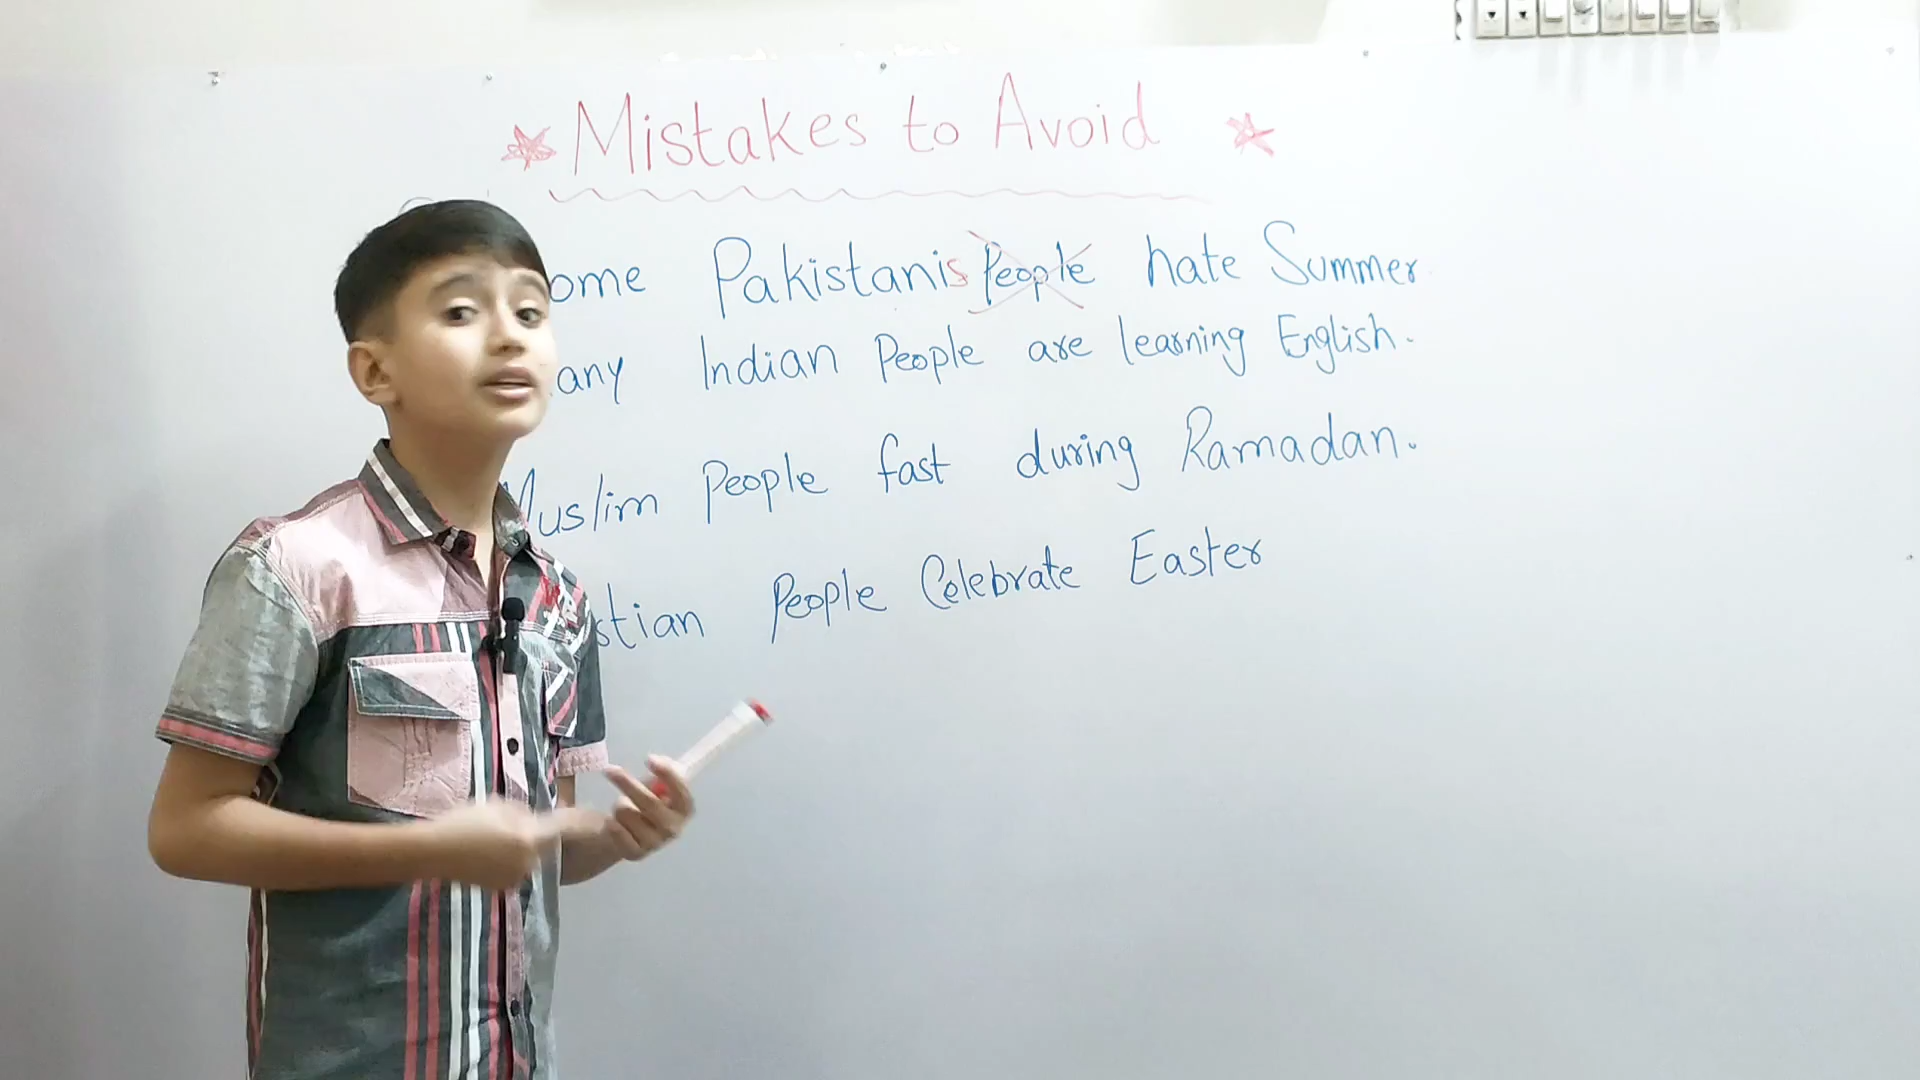 Mistakes to Avoid
ome Pakistanis People hate Summer
any Indian People are learning English.
Muslim People fast during Ramadan.
stian People Celebrate Easter